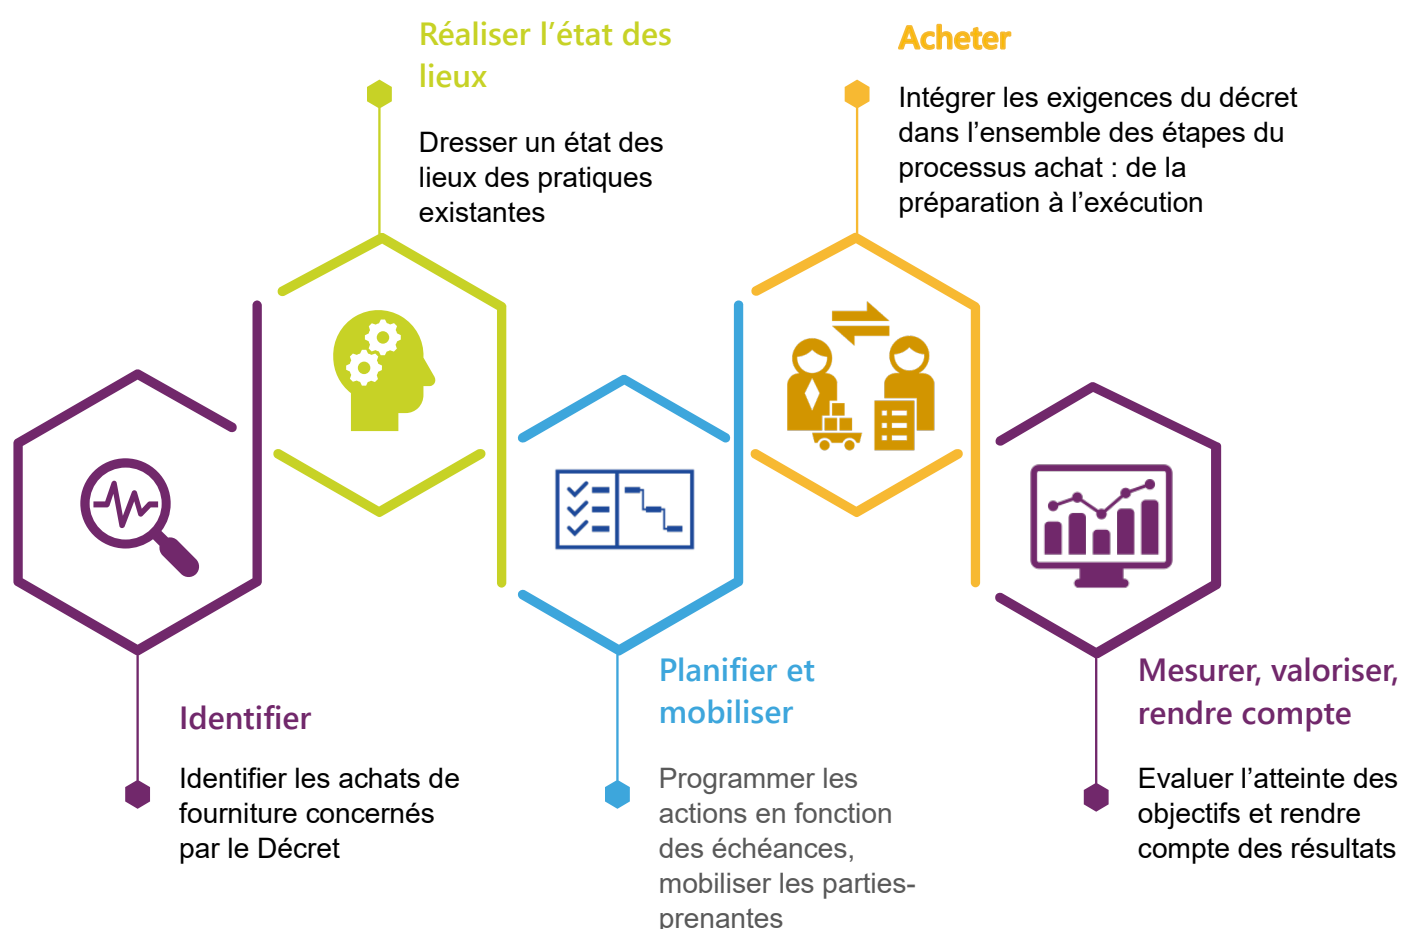 Réaliser l’état des
lieux
Dresser un état des
lieux des pratiques
existantes
Acheter
Intégrer les exigences du décret
dans l’ensemble des étapes du
processus achat : de la
préparation à l’exécution
Identifier
Identifier les achats de
fourniture concernés
par le Décret
Planifier et
mobiliser
Programmer les
actions en fonction
des échéances,
mobiliser les parties-
prenantes
Mesurer, valoriser,
rendre compte
Evaluer l’atteinte des
objectifs et rendre
compte des résultats